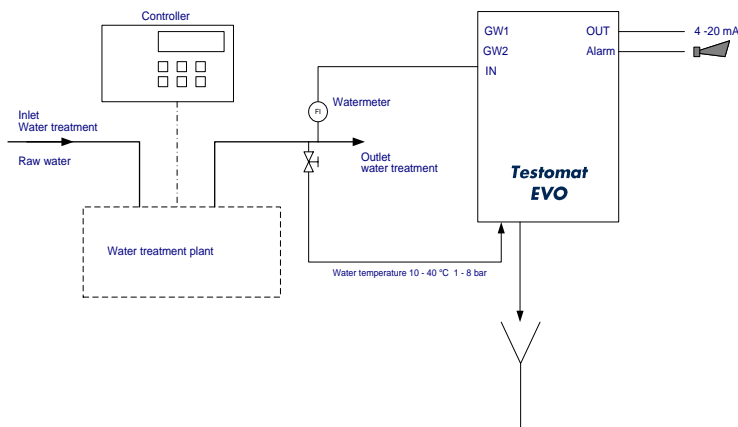 Controller
GW1
OUT
4 -20 mA
GW2
Alarm
IN
Watermeter
FI
Inlet
Water treatment
Raw water
Outlet
water treatment
Testomat
EVO
Water treatment plant
Water temperature 10 - 40 °C  1 - 8 bar